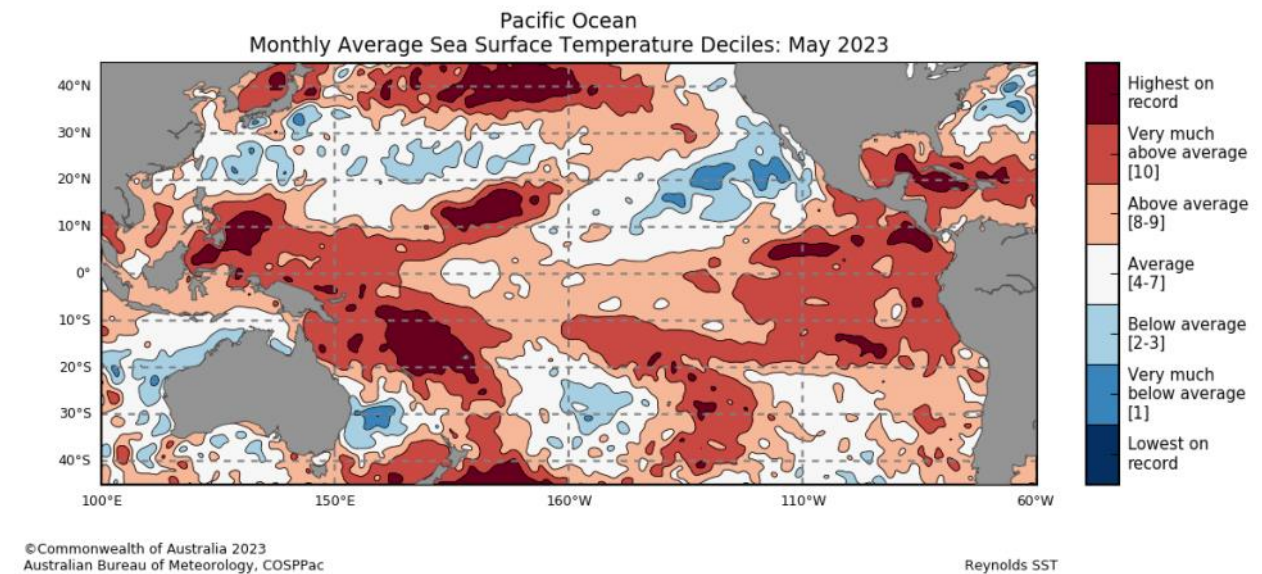 Pacific Ocean
Monthly Average Sea Surface Temperature Deciles: May 2023
40°N
30°N
20°N
10°N
0°
10°S
20°S
30°S
40°S
100°E
150°E
160°W
110°W
60°W
Highest on
record
Very much
above average
[10]
Above average
[8-9]
Average
[4-7]
Below average
[2-3]
Very much
below average
[1]
Lowest on
record
©Commonwealth of Australia 2023
Australian Bureau of Meteorology, COSPPac
Reynolds SST